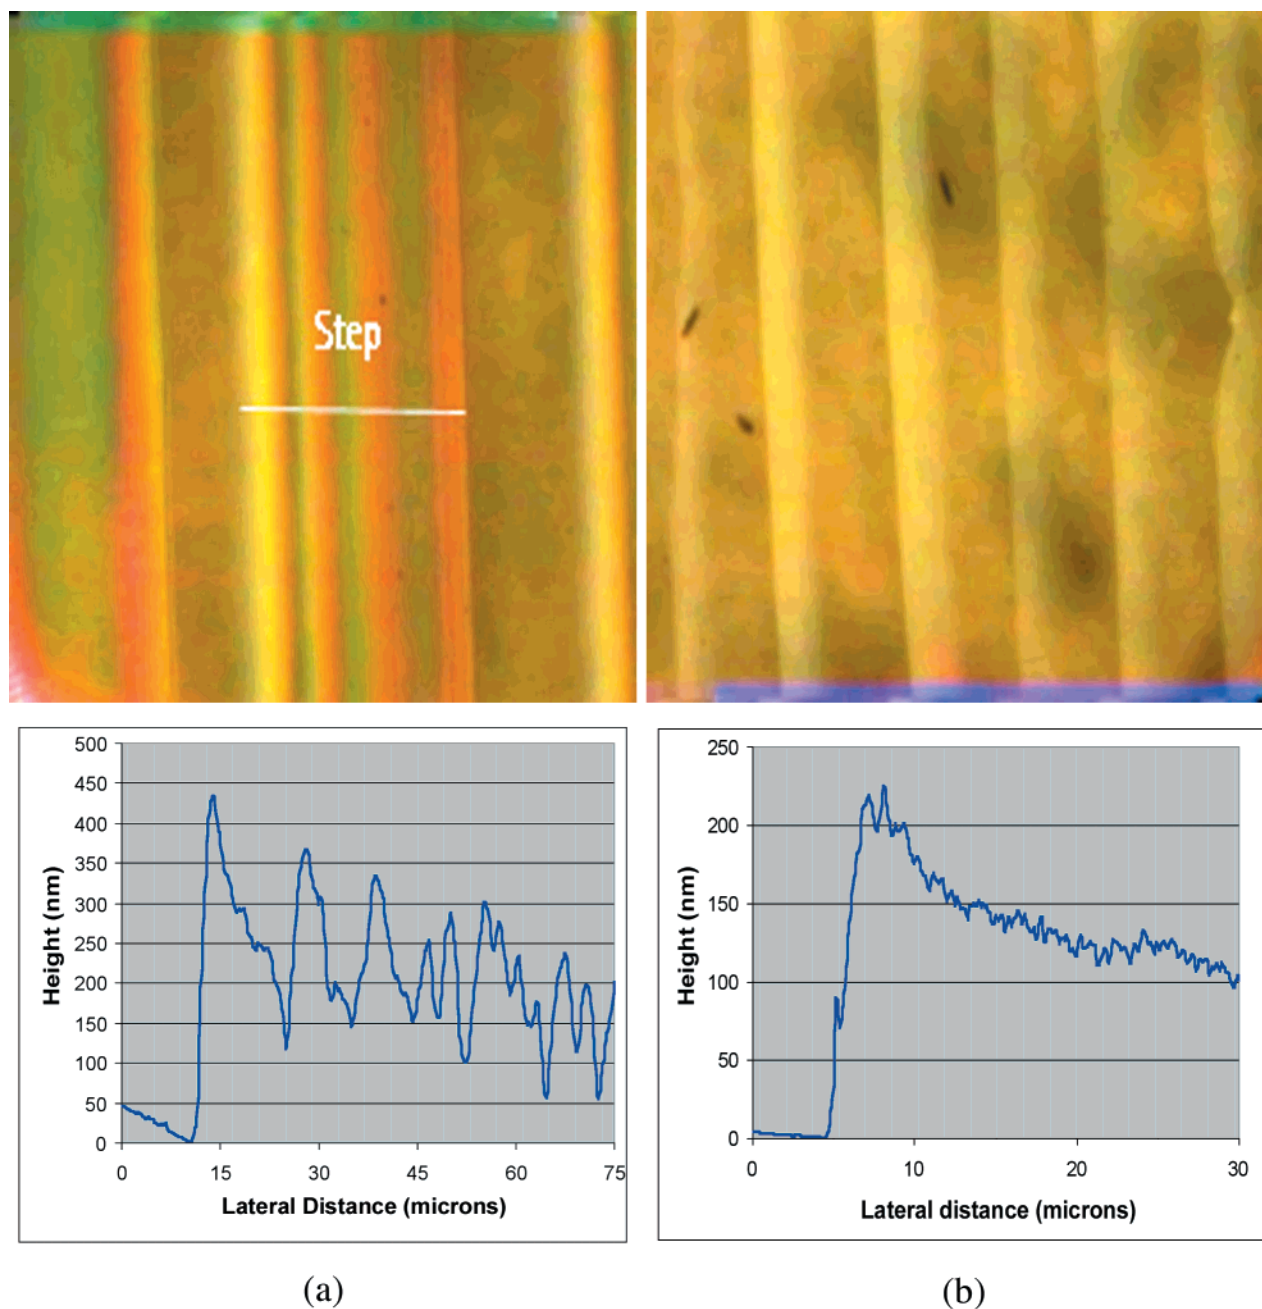 Step
500
450
400
350
300
250
200
150
100
50
0
0 15 30 45 60 75
Height (nm)
Lateral Distance (microns)
250
200
150
100
50
0
0 10 20 30
Height (nm)
Lateral distance (microns)
(a)
(b)